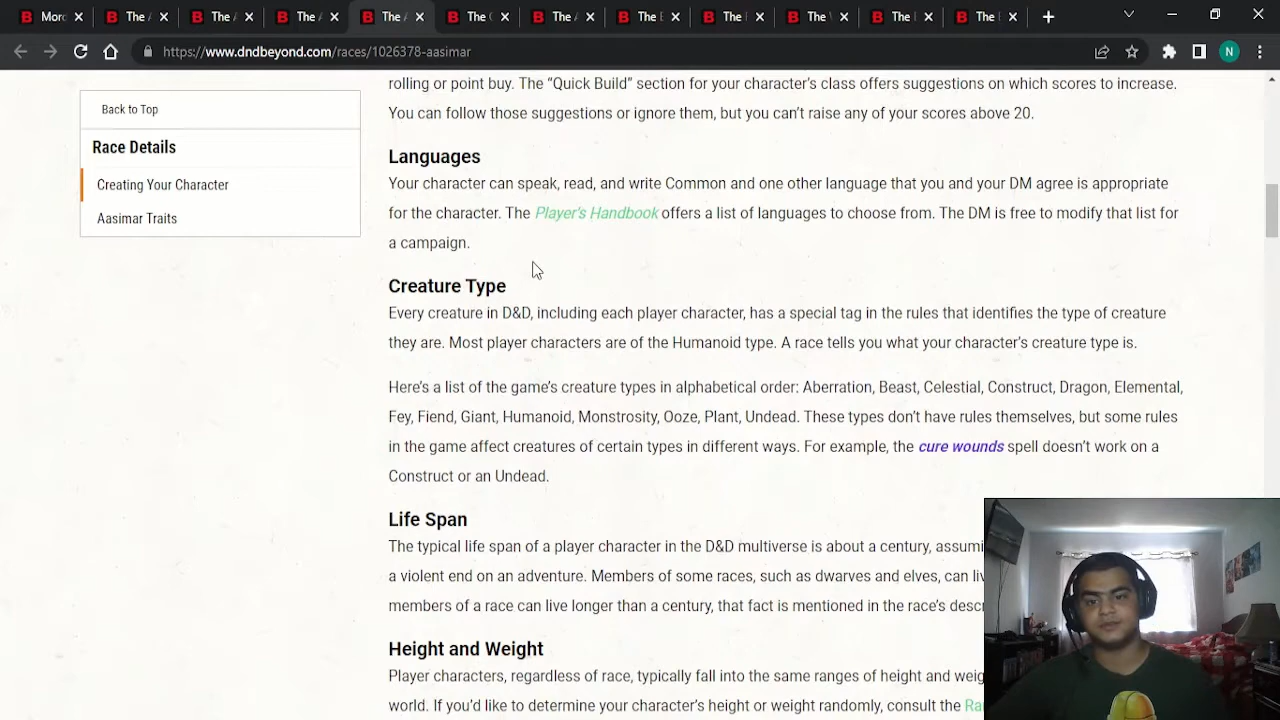 Mord
The A
The A
The A
The A
The
The A
The E
The
The V
The
The E
https://www.dndbeyond.com/races/1026378-aasimar
N
rolling or point buy. The “Quick Build” section for your character’s class offers suggestions on which scores to increase.
Back to Top
You can follow those suggestions or ignore them, but you can’t raise any of your scores above 20.
Race Details
Languages
Creating Your Character
Your character can speak, read, and write Common and one other language that you and your DM agree is appropriate
Aasimar Traits
for the character. The Player’s Handbook offers a list of languages to choose from. The DM is free to modify that list for
a campaign.
Creature Type
Every creature in D&D, including each player character, has a special tag in the rules that identifies the type of creature
they are. Most player characters are of the Humanoid type. A race tells you what your character’s creature type is.
Here’s a list of the game’s creature types in alphabetical order: Aberration, Beast, Celestial, Construct, Dragon, Elemental,
Fey, Fiend, Giant, Humanoid, Monstrosity, Ooze, Plant, Undead. These types don’t have rules themselves, but some rules
in the game affect creatures of certain types in different ways. For example, the cure wounds spell doesn’t work on a
Construct or an Undead.
Life Span
The typical life span of a player character in the D&D multiverse is about a century, assumi
a violent end on an adventure. Members of some races, such as dwarves and elves, can li
members of a race can live longer than a century, that fact is mentioned in the race’s descr
Height and Weight
Player characters, regardless of race, typically fall into the same ranges of height and weig
world. If you’d like to determine your character’s height or weight randomly, consult the Ra